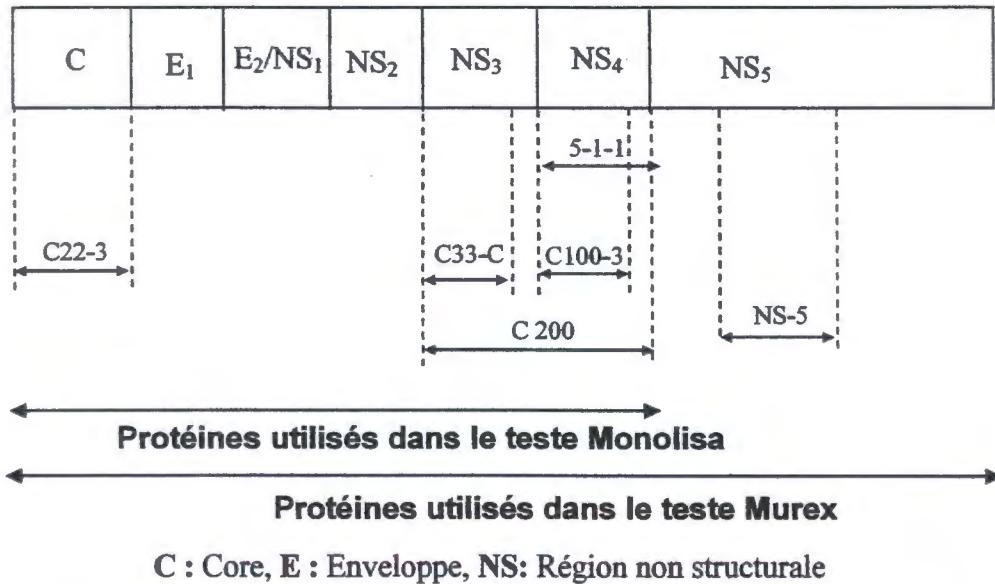 C E₁ E₂/NS₁ NS₂ NS₃ NS₄ NS₅
5-1-1
C22-3 C33-C C100-3
NS-5
C 200
Protéines utilisés dans le teste Monolisa
Protéines utilisés dans le teste Murex
C : Core, E : Enveloppe, NS: Région non structurale